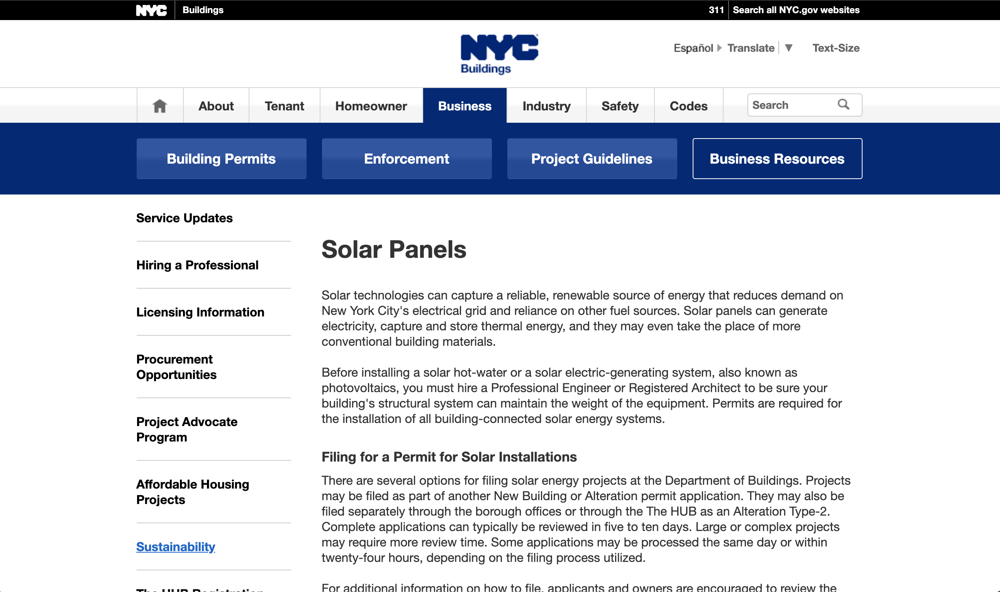 NYC
Buildings
311
Search all NYC.gov websites
NYC
Buildings
Español
Translate
▼
Text-Size
About
Tenant
Homeowner
Business
Industry
Safety
Codes
Search
Building Permits
Enforcement
Project Guidelines
Business Resources
Service Updates
Hiring a Professional
Licensing Information
Procurement
Opportunities
Project Advocate
Program
Affordable Housing
Projects
Sustainability
The HUB Registration
Solar Panels
Solar technologies can capture a reliable, renewable source of energy that reduces demand on
New York City's electrical grid and reliance on other fuel sources. Solar panels can generate
electricity, capture and store thermal energy, and they may even take the place of more
conventional building materials.
Before installing a solar hot-water or a solar electric-generating system, also known as
photovoltaics, you must hire a Professional Engineer or Registered Architect to be sure your
building's structural system can maintain the weight of the equipment. Permits are required for
the installation of all building-connected solar energy systems.
Filing for a Permit for Solar Installations
There are several options for filing solar energy projects at the Department of Buildings. Projects
may be filed as part of another New Building or Alteration permit application. They may also be
filed separately through the borough offices or through the The HUB as an Alteration Type-2.
Complete applications can typically be reviewed in five to ten days. Large or complex projects
may require more review time. Some applications may be processed the same day or within
twenty-four hours, depending on the filing process utilized.
For additional information on how to file, applicants and owners are encouraged to review the